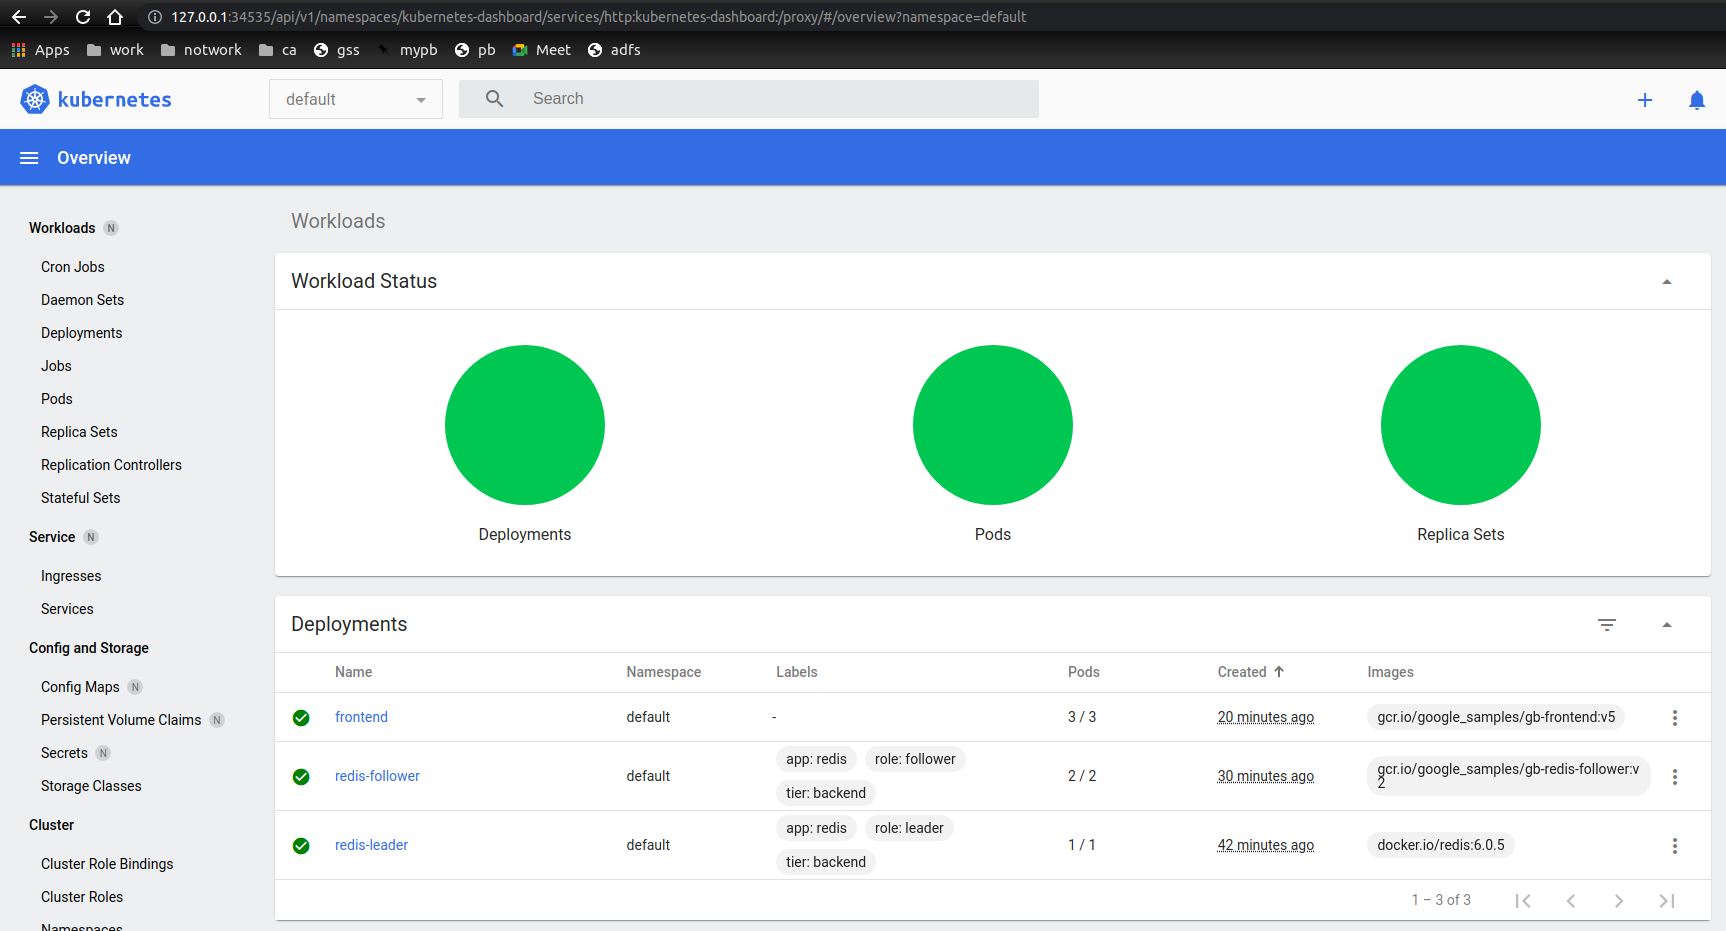 127.0.0.1:34535/api/v1/namespaces/kubernetes-dashboard/services/http:kubernetes-dashboard:/proxy/#/overview?namespace=default
Apps work notwork ca gss mypb pb Meet adfs
kubernetes default Search
Overview
Workloads N
Cron Jobs
Daemon Sets
Deployments
Jobs
Pods
Replica Sets
Replication Controllers
Stateful Sets
Service N
Ingresses
Services
Config and Storage
Config Maps N
Persistent Volume Claims N
Secrets N
Storage Classes
Cluster
Cluster Role Bindings
Cluster Roles
Namespaces
Workloads
Workload Status
Deployments Pods Replica Sets
Deployments
Name Namespace Labels Pods Created Images
frontend default - 3 / 3 20 minutes ago gcr.io/google_samples/gb-frontend:v5
redis-follower default app: redis role: follower tier: backend 2 / 2 30 minutes ago gcr.io/google_samples/gb-redis-follower:v2
redis-leader default app: redis role: leader tier: backend 1 / 1 42 minutes ago docker.io/redis:6.0.5
1 – 3 of 3